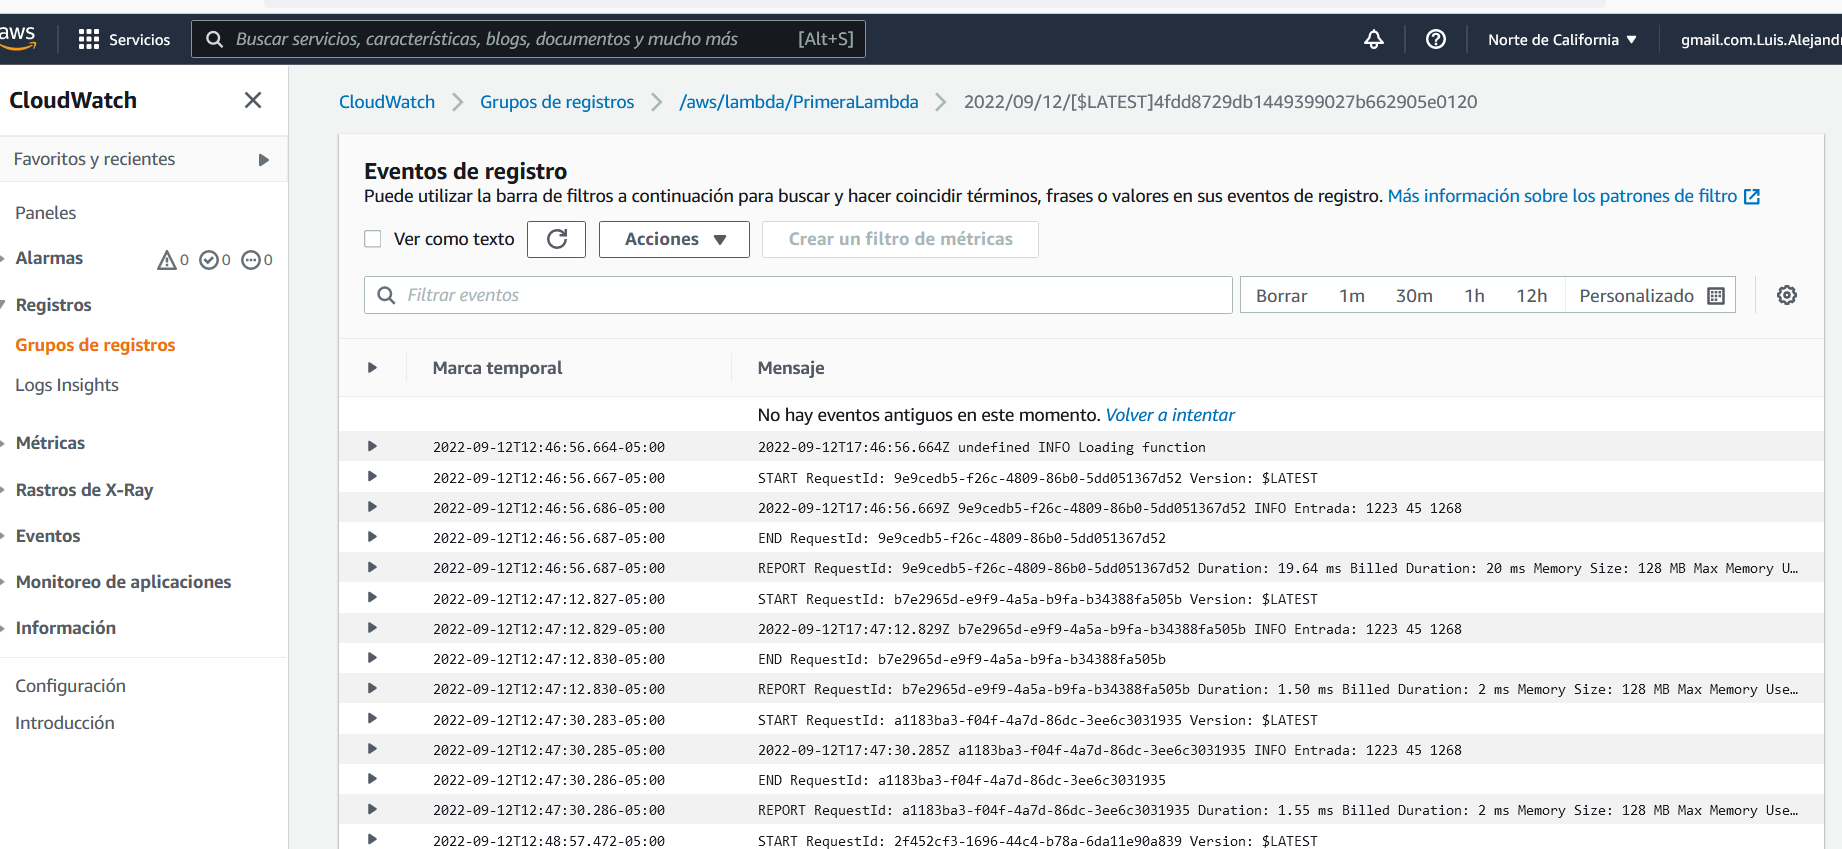 aws Servicios Buscar servicios, características, blogs, documentos y mucho más [Alt+S] Norte de California gmail.com.Luis.Alejand
CloudWatch
Favoritos y recientes
Paneles
Alarmas 0 0 0
Registros
Grupos de registros
Logs Insights
Métricas
Rastros de X-Ray
Eventos
Monitoreo de aplicaciones
Información
Configuración
Introducción
CloudWatch Grupos de registros /aws/lambda/PrimeraLambda 2022/09/12/[$LATEST]4fdd8729db1449399027b662905e0120
Eventos de registro
Puede utilizar la barra de filtros a continuación para buscar y hacer coincidir términos, frases o valores en sus eventos de registro. Más información sobre los patrones de filtro
Ver como texto Acciones Crear un filtro de métricas
Filtrar eventos Borrar 1m 30m 1h 12h Personalizado
Marca temporal Mensaje
No hay eventos antiguos en este momento. Volver a intentar
2022-09-12T12:46:56.664-05:00 2022-09-12T17:46:56.664Z undefined INFO Loading function
2022-09-12T12:46:56.667-05:00 START RequestId: 9e9cedb5-f26c-4809-86b0-5dd051367d52 Version: $LATEST
2022-09-12T12:46:56.686-05:00 2022-09-12T17:46:56.669Z 9e9cedb5-f26c-4809-86b0-5dd051367d52 INFO Entrada: 1223 45 1268
2022-09-12T12:46:56.687-05:00 END RequestId: 9e9cedb5-f26c-4809-86b0-5dd051367d52
2022-09-12T12:46:56.687-05:00 REPORT RequestId: 9e9cedb5-f26c-4809-86b0-5dd051367d52 Duration: 19.64 ms Billed Duration: 20 ms Memory Size: 128 MB Max Memory U…
2022-09-12T12:47:12.827-05:00 START RequestId: b7e2965d-e9f9-4a5a-b9fa-b34388fa505b Version: $LATEST
2022-09-12T12:47:12.829-05:00 2022-09-12T17:47:12.829Z b7e2965d-e9f9-4a5a-b9fa-b34388fa505b INFO Entrada: 1223 45 1268
2022-09-12T12:47:12.830-05:00 END RequestId: b7e2965d-e9f9-4a5a-b9fa-b34388fa505b
2022-09-12T12:47:12.830-05:00 REPORT RequestId: b7e2965d-e9f9-4a5a-b9fa-b34388fa505b Duration: 1.50 ms Billed Duration: 2 ms Memory Size: 128 MB Max Memory Use…
2022-09-12T12:47:30.283-05:00 START RequestId: a1183ba3-f04f-4a7d-86dc-3ee6c3031935 Version: $LATEST
2022-09-12T12:47:30.285-05:00 2022-09-12T17:47:30.285Z a1183ba3-f04f-4a7d-86dc-3ee6c3031935 INFO Entrada: 1223 45 1268
2022-09-12T12:47:30.286-05:00 END RequestId: a1183ba3-f04f-4a7d-86dc-3ee6c3031935
2022-09-12T12:47:30.286-05:00 REPORT RequestId: a1183ba3-f04f-4a7d-86dc-3ee6c3031935 Duration: 1.55 ms Billed Duration: 2 ms Memory Size: 128 MB Max Memory Use…
2022-09-12T12:48:57.472-05:00 START RequestId: 2f452cf3-1696-44c4-b78a-6da11e90a839 Version: $LATEST